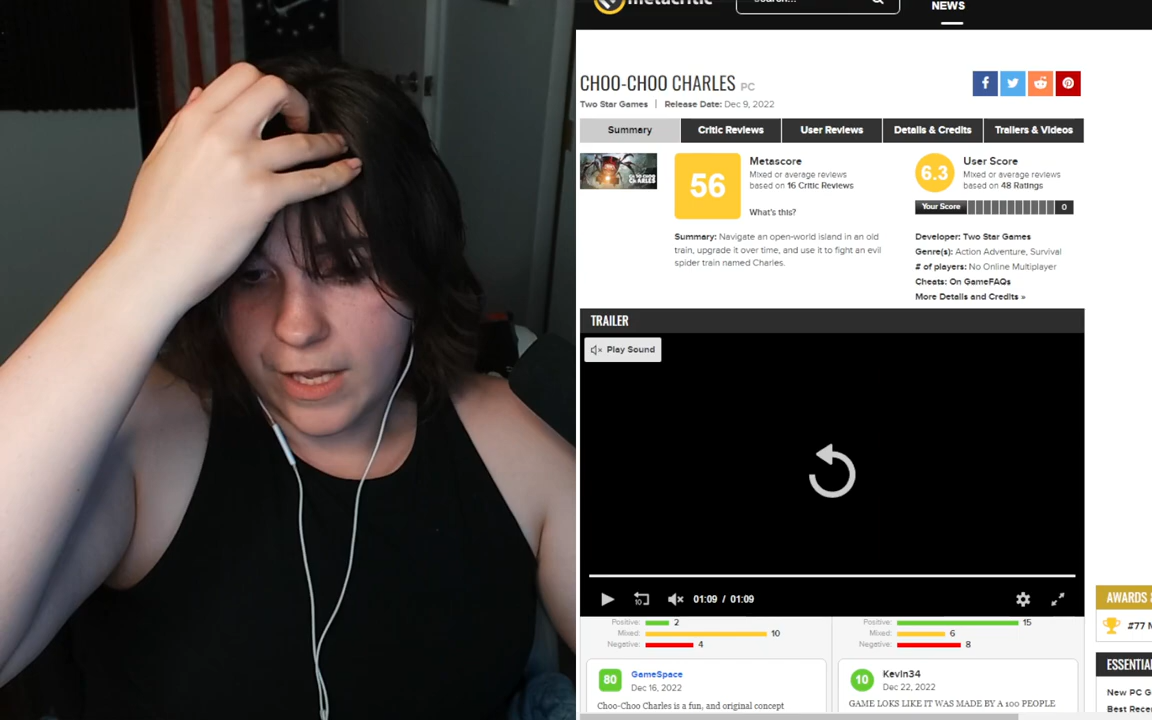 metacritic
Search...
NEWS
CHOO-CHOO CHARLES PC
Two Star Games | Release Date: Dec 9, 2022
Summary
Critic Reviews
User Reviews
Details & Credits
Trailers & Videos
CHARLES
56
Metascore
Mixed or average reviews
based on 16 Critic Reviews
What's this?
6.3
User Score
Mixed or average reviews
based on 48 Ratings
Your Score
0
Summary: Navigate an open-world island in an old
train, upgrade it over time, and use it to fight an evil
spider train named Charles.
Developer: Two Star Games
Genre(s): Action Adventure, Survival
# of players: No Online Multiplayer
Cheats: On GameFAQs
More Details and Credits »
TRAILER
Play Sound
10
01:09 / 01:09
Positive: 2
Mixed: 10
Negative: 4
Positive: 15
Mixed: 6
Negative: 8
80
GameSpace
Dec 16, 2022
Choo-Choo Charles is a fun, and original concept
10
KevIn34
Dec 22, 2022
GAME LOKS LIKE IT WAS MADE BY A 100 PEOPLE
AWARDS &
#77
ESSENTIA
New PC G
Best Rece